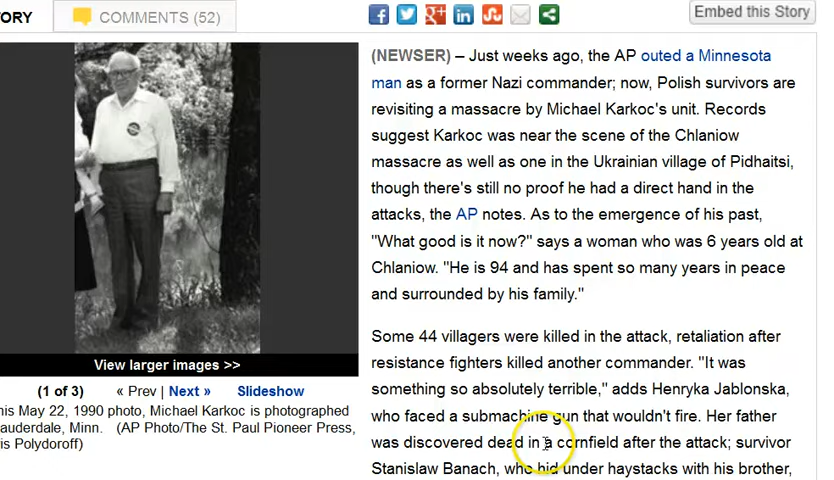 ORY
COMMENTS (52)
Embed this Story
(NEWSER) – Just weeks ago, the AP outed a Minnesota
man as a former Nazi commander; now, Polish survivors are
revisiting a massacre by Michael Karkoc's unit. Records
suggest Karkoc was near the scene of the Chlaniow
massacre as well as one in the Ukrainian village of Pidhaitsi,
though there's still no proof he had a direct hand in the
attacks, the AP notes. As to the emergence of his past,
"What good is it now?" says a woman who was 6 years old at
Chlaniow. "He is 94 and has spent so many years in peace
and surrounded by his family."
Some 44 villagers were killed in the attack, retaliation after
resistance fighters killed another commander. "It was
something so absolutely terrible," adds Henryka Jablonska,
who faced a submachine gun that wouldn't fire. Her father
was discovered dead in a cornfield after the attack; survivor
Stanislaw Banach, who hid under haystacks with his brother,
View larger images >>
(1 of 3) « Prev | Next » Slideshow
his May 22, 1990 photo, Michael Karkoc is photographed
auderdale, Minn. (AP Photo/The St. Paul Pioneer Press,
ris Polydoroff)